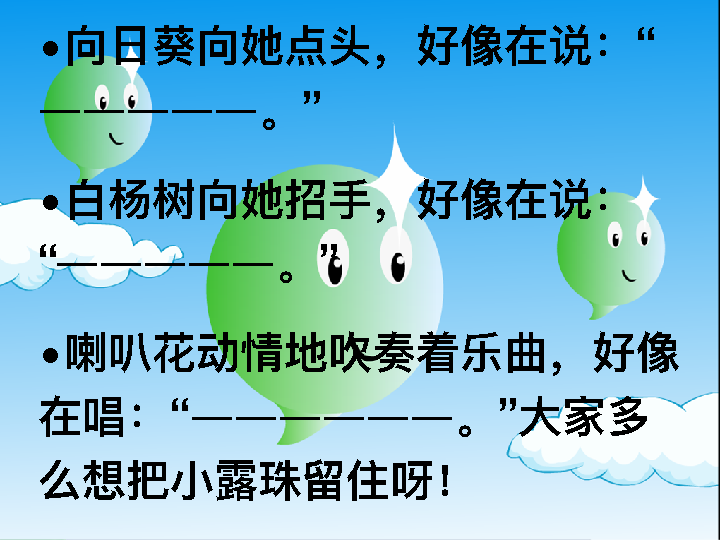 •向日葵向她点头，好像在说：“
—————。”
•白杨树向她招手，好像在说：
“—————。”
•喇叭花动情地吹奏着乐曲，好像
在唱：“——————。”大家多
么想把小露珠留住呀！